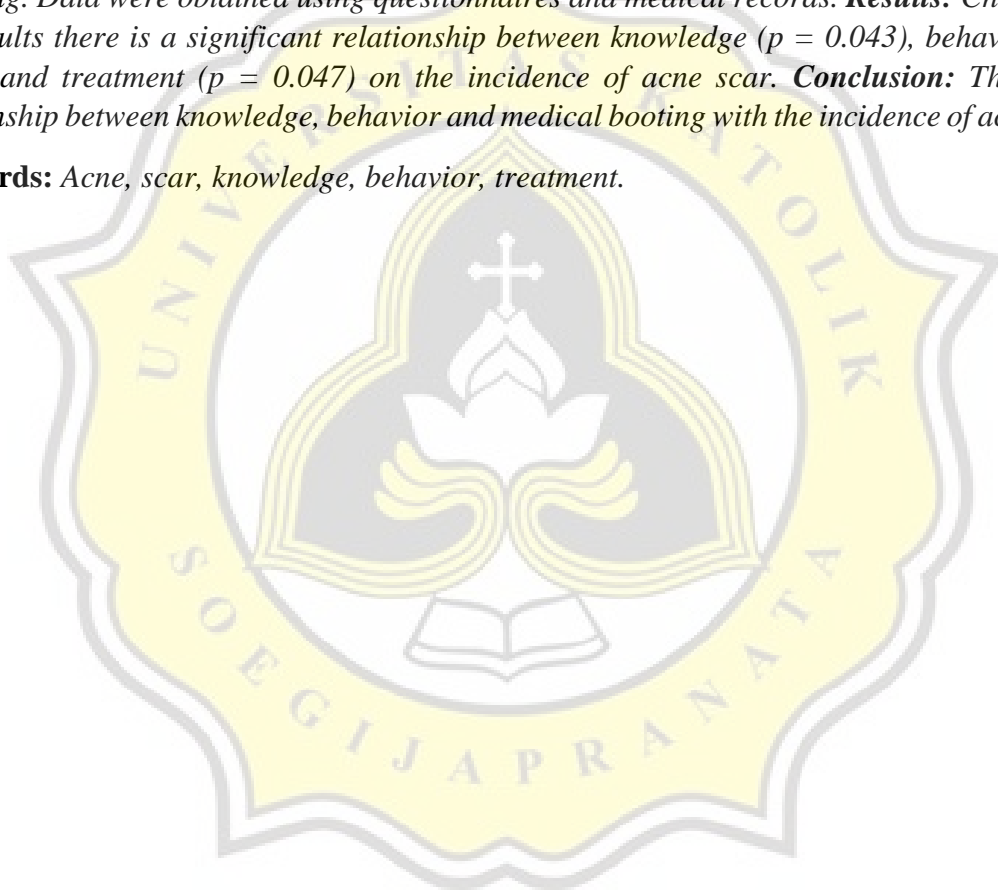 g. Data were obtained using questionnaires and medical records. Results:
ults there is a significant relationship between knowledge (p = 0.043), behav
and treatment (p = 0.047) on the incidence of acne scar. Conclusion: Th
nship between knowledge, behavior and medical booting with the incidence of ac
rds: Acne, scar, knowledge, behavior, treatment.
UNIVERSITAS KATOLIK
SOEGIJAPRANATA